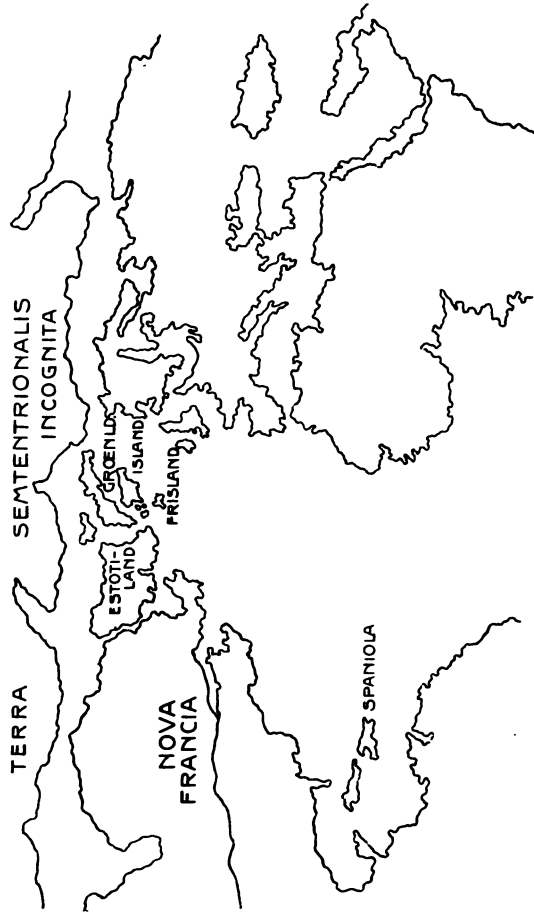 TERRA
SEMTENTRIONALIS
INCOGNITA
GROENLD
ISLAND
FRISLAND
ESTOTI-
LAND
NOVA
FRANCIA
SPANIOLA